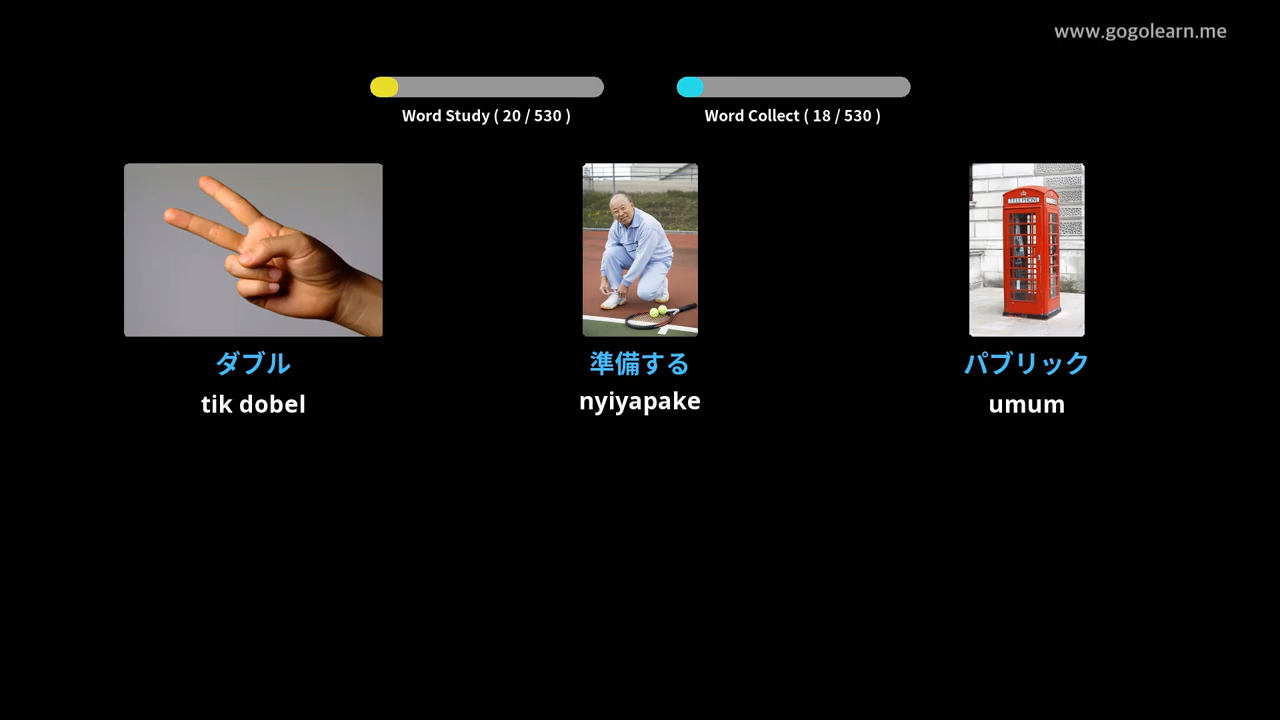 www.gogolearn.me
Word Study ( 20 / 530 )
Word Collect ( 18 / 530 )
TELEPHONE
ダブル
準備する
パブリック
tik dobel
nyiyapake
umum